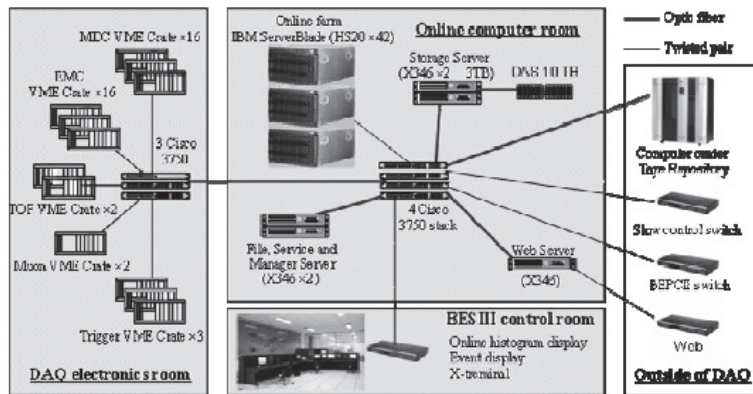 MDC VME Crate ×16
EMC
VME Crate ×16
3 Cisco
3750
TOF VME Crate ×2
Muon VME Crate ×2
Trigger VME Crate ×3
DAQ electronics room
Online farm
IBM ServerBlade (HS20 ×42)
Online computer room
Storage Server
(X346 ×2 3TB)
DAS 10 TB
4 Cisco
3750 stack
File, Service and
Manager Server
(X346 ×2)
Web Server
(X346)
BES III control room
Online histogram display
Event display
X-treminal
Optic fiber
Twisted pair
Computer center
Tape Repository
Slow control switch
BEPCII switch
Web
Outside of DAQ